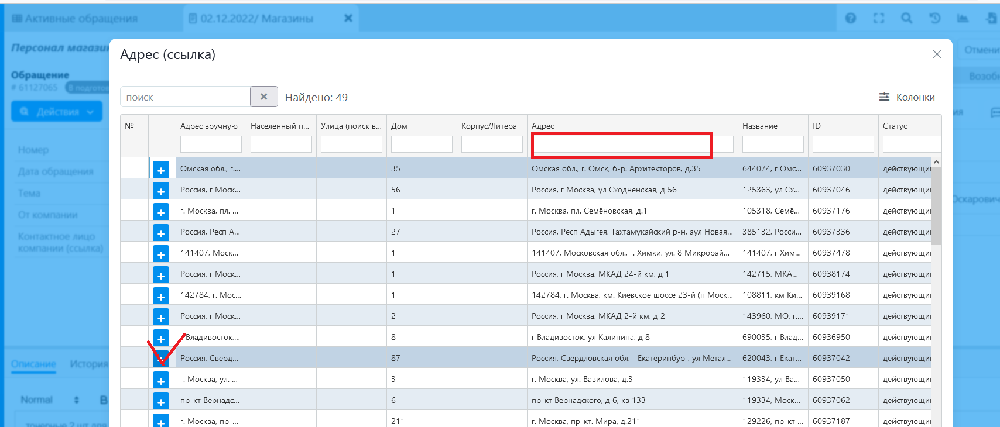 Активные обращения
02.12.2022/ Магазины
Персонал магазин
Отмени
Обращение
# 61127065 В подготов
Возобн
Действия
Адрес (ссылка)
поиск
Найдено: 49
Колонки
№ Адрес вручную Населенный п... Улица (поиск в... Дом Корпус/Литера Адрес Название ID Статус
Омская обл., г.... 35 Омская обл., г. Омск, б-р. Архитекторов, д.35 644074, г Омс... 60937030 действующий
Россия, г Моск... 56 Россия, г Москва, ул Сходненская, д 56 125363, ул Сх... 60937046 действующий
г. Москва, пл. ... 1 г. Москва, пл. Семёновская, д.1 105318, Семё... 60937176 действующий
Россия, Респ А... 27 Россия, Респ Адыгея, Тахтамукайский р-н, аул Новая... 385132, Росси... 60937336 действующий
141407, Моск... 1 141407, Московская обл., г. Химки, ул. 8 Микрорай... 141407, г Хим... 60937478 действующий
Россия, г Моск... 1 Россия, г Москва, МКАД 24-й км, д 1 142715, МКА... 60938174 действующий
142784, г. Мос... 1 142784, г. Москва, км. Киевское шоссе 23-й (п Моск... 108811, км Ки... 60939168 действующий
Россия, г Моск... 2 Россия, г Москва, МКАД 2-й км, д 2 143960, МО, г.... 60939171 действующий
г Владивосток,... 8 г Владивосток, ул Калинина, д 8 690035, г Влад... 60936950 действующий
Россия, Сверд... 87 Россия, Свердловская обл, г Екатеринбург, ул Метал... 620043, г Екат... 60937042 действующий
г. Москва, ул. ... 3 г. Москва, ул. Вавилова, д.3 119334, ул Ва... 60937050 действующий
пр-кт Вернадс... 6 пр-кт Вернадского, д 6, кв 133 119334, Моск... 60937062 действующий
г. Москва, пр-... 211 г. Москва, пр-кт. Мира, д.211 129226, пр-кт ... 60937187 действующий
Номер
Дата обращения
Тема
От компании
Контактное лицо
компании (ссылка)
Оскарович
Описание История
Normal B
тонерные 2 шт для